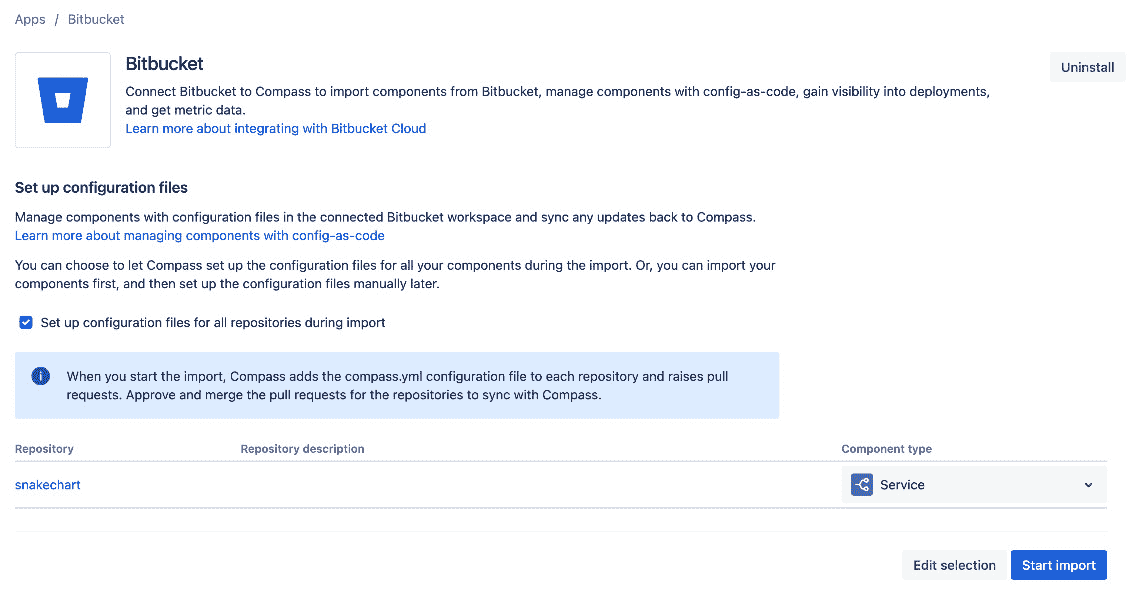 Apps / Bitbucket
Bitbucket
Uninstall
Connect Bitbucket to Compass to import components from Bitbucket, manage components with config-as-code, gain visibility into deployments,
and get metric data.
Learn more about integrating with Bitbucket Cloud
Set up configuration files
Manage components with configuration files in the connected Bitbucket workspace and sync any updates back to Compass.
Learn more about managing components with config-as-code
You can choose to let Compass set up the configuration files for all your components during the import. Or, you can import your
components first, and then set up the configuration files manually later.
Set up configuration files for all repositories during import
When you start the import, Compass adds the compass.yml configuration file to each repository and raises pull
requests. Approve and merge the pull requests for the repositories to sync with Compass.
Repository Repository description Component type
snakechart Service
Edit selection Start import